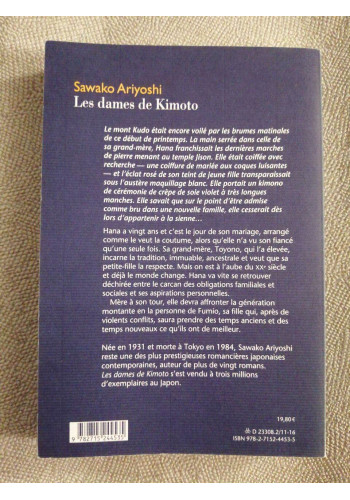 Sawako Ariyoshi
Les dames de Kimoto
Le mont Kudo était encore voilé par les brumes matinales
de ce début de printemps. La main serrée dans celle de
sa grand-mère, Hana franchissait les dernières marches
de pierre menant au temple Jison. Elle était coiffée avec
recherche — une coiffure de mariée aux coques luisantes
— et l'éclat rosé de son teint de jeune fille transparaissait
sous l'austère maquillage blanc. Elle portait un kimono
de cérémonie de crêpe de soie violet à très longues
manches. Elle savait que sur le point d'être admise
comme bru dans une nouvelle famille, elle cesserait dès
lors d'appartenir à la sienne...
Hana a vingt ans et c'est le jour de son mariage, arrangé
comme le veut la coutume, alors qu'elle n'a vu son fiancé
qu'une seule fois. Sa grand-mère, Toyono, qui l'a élevée,
incarne la tradition, immuable, ancestrale et veut que sa
petite-fille la respecte. Mais on est à l'aube du XXe siècle
et déjà le monde change. Hana va vite se retrouver
déchirée entre le carcan des obligations familiales et
sociales et ses aspirations personnelles.
Mère à son tour, elle devra affronter la génération
montante en la personne de Fumio, sa fille qui, après de
violents conflits, saura prendre des temps anciens et des
temps nouveaux ce qu'ils ont de meilleur.
Née en 1931 et morte à Tokyo en 1984, Sawako Ariyoshi
reste une des plus prestigieuses romancières japonaises
contemporaines, auteur de plus de vingt romans.
Les dames de Kimoto s'est vendu à trois millions
d'exemplaires au Japon.
19,80 €
D 23308.2/11-16
ISBN 978-2-7152-4453-5
9 782715 244535